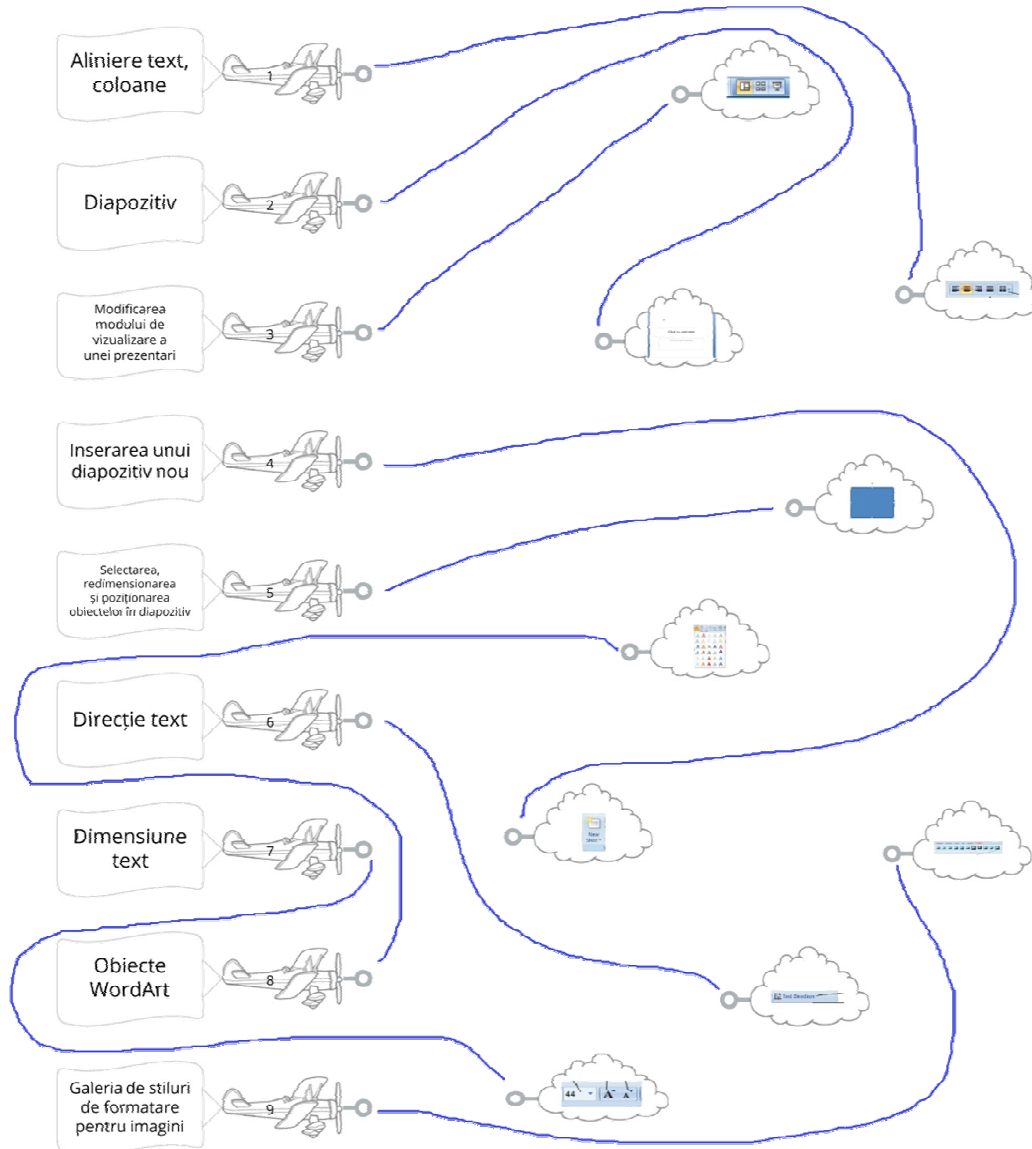 Aliniere text,
coloane
1
Diapozitiv
2
Modificarea
modului de
vizualizare a
unei prezentari
3
Inserarea unui
diapozitiv nou
4
Selectarea,
redimensionarea
și poziționarea
obiectelor în diapozitiv
5
Direcție text
6
New
Text Direction
Dimensiune
text
7
Obiecte
WordArt
8
44
A A
Galeria de stiluri
de formatare
pentru imagini
9